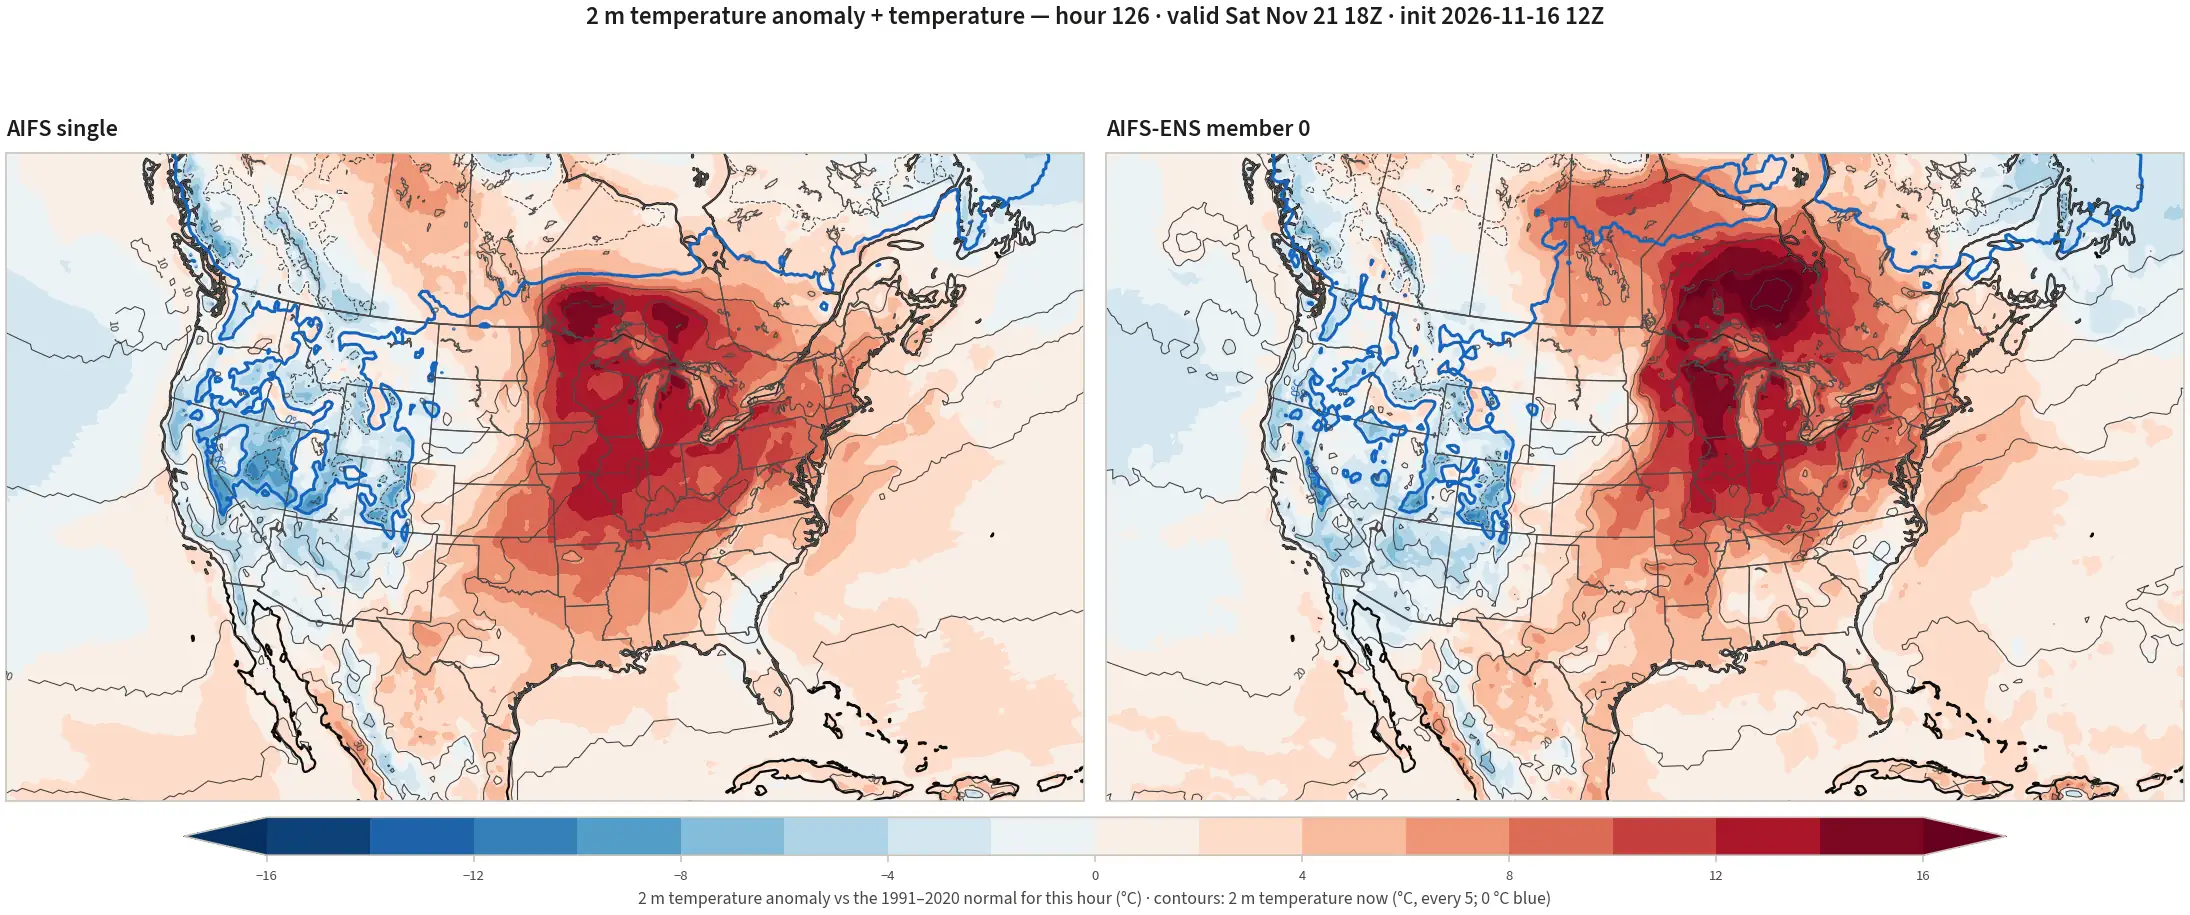 2 m temperature anomaly + temperature — hour 126 · valid Sat Nov 21 18Z · init 2026-11-16 12Z
AIFS single
AIFS-ENS member 0
−16 −12 −8 −4 0 4 8 12 16
2 m temperature anomaly vs the 1991–2020 normal for this hour (°C) · contours: 2 m temperature now (°C, every 5; 0 °C blue)